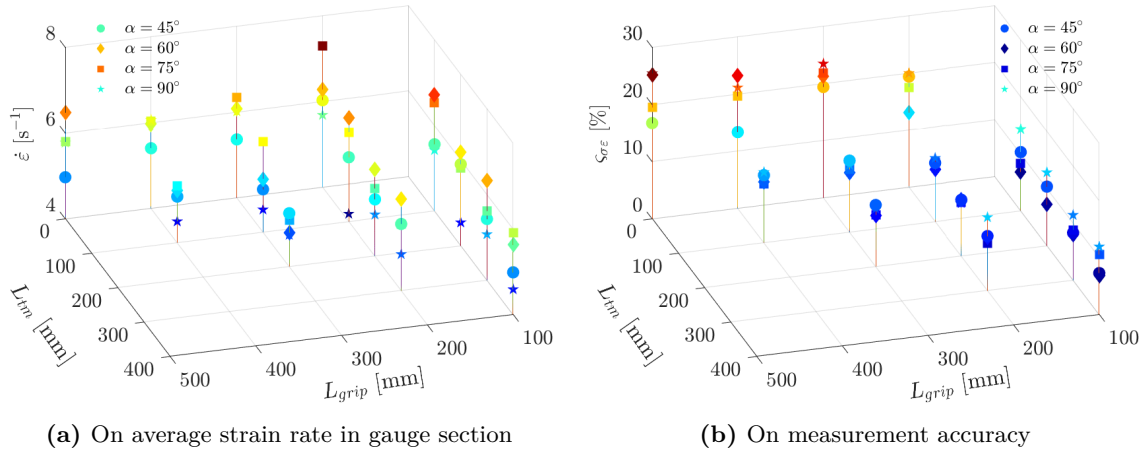 8
6
4
ε̇ [s⁻¹]
α = 45°
α = 60°
α = 75°
α = 90°
0
100
200
300
400
L_tm [mm]
500
400
300
200
100
L_grip [mm]
(a) On average strain rate in gauge section
30
20
10
0
ς_σε [%]
α = 45°
α = 60°
α = 75°
α = 90°
0
100
200
300
400
L_tm [mm]
500
400
300
200
100
L_grip [mm]
(b) On measurement accuracy